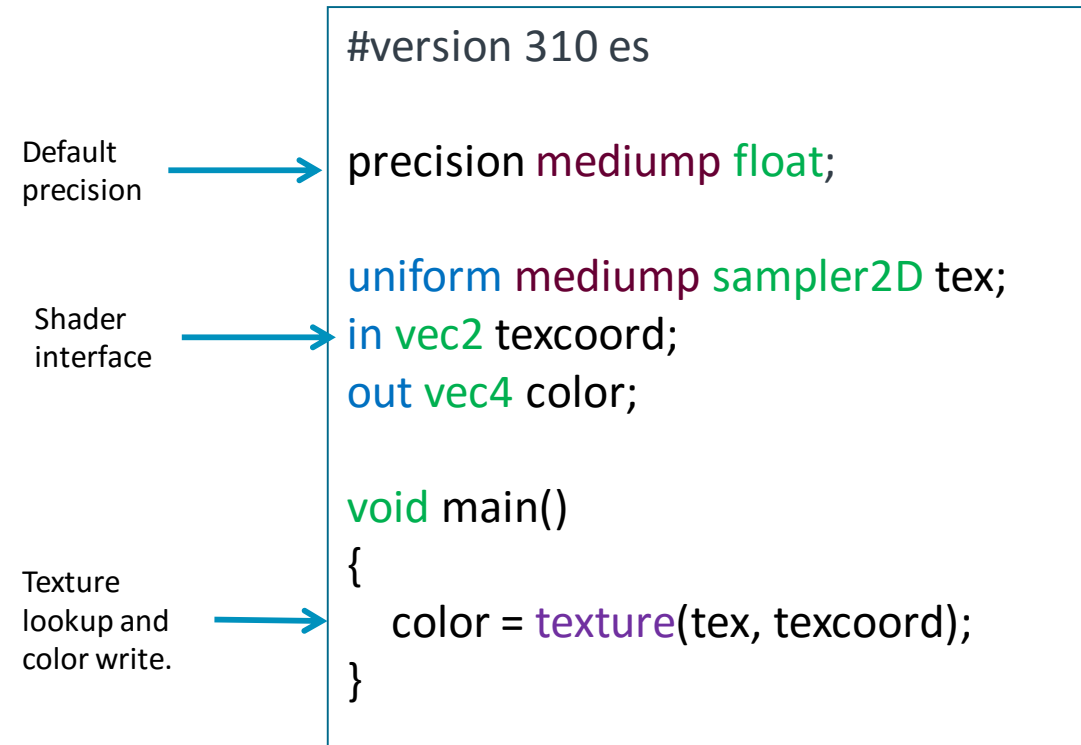 #version 310 es
Default
precision
precision mediump float;
uniform mediump sampler2D tex;
Shader
interface
in vec2 texcoord;
out vec4 color;
void main()
{
Texture
lookup and
color write.
color = texture(tex, texcoord);
}